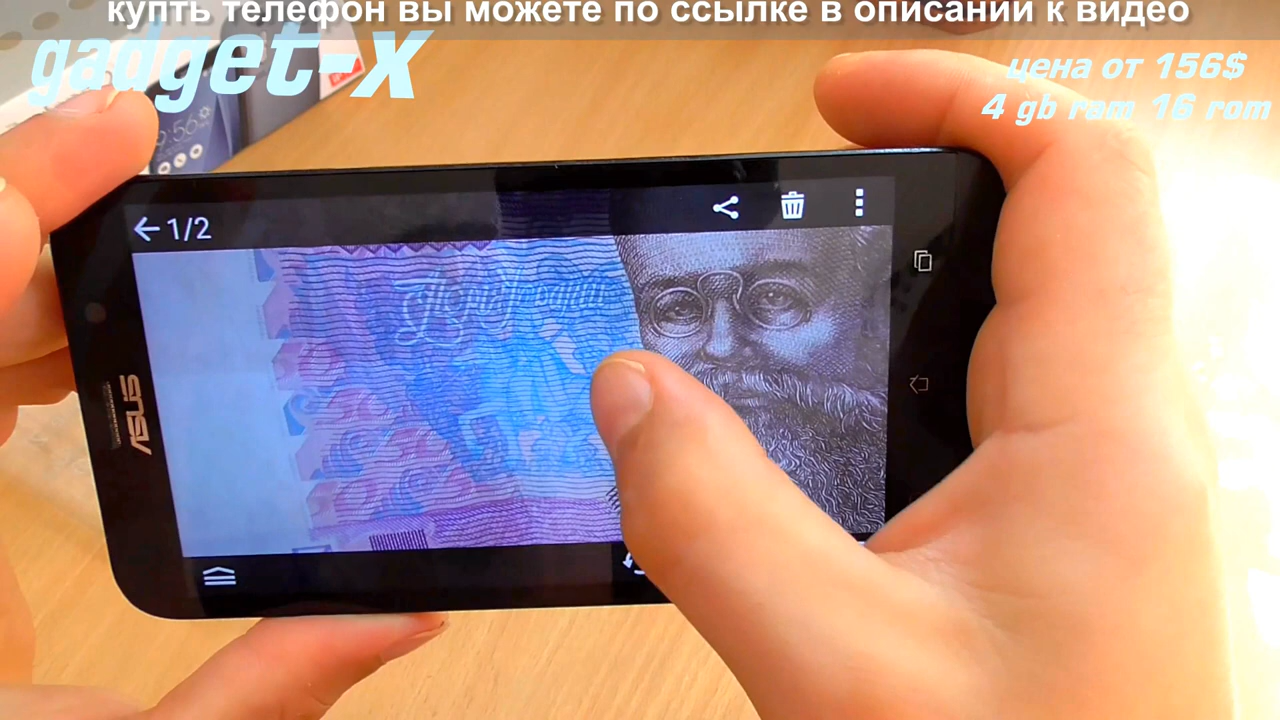 купть телефон вы можете по ссылке в описании к видео
gadget-x
цена от 156$
4 gb ram 16 rom
1/2
ASUS